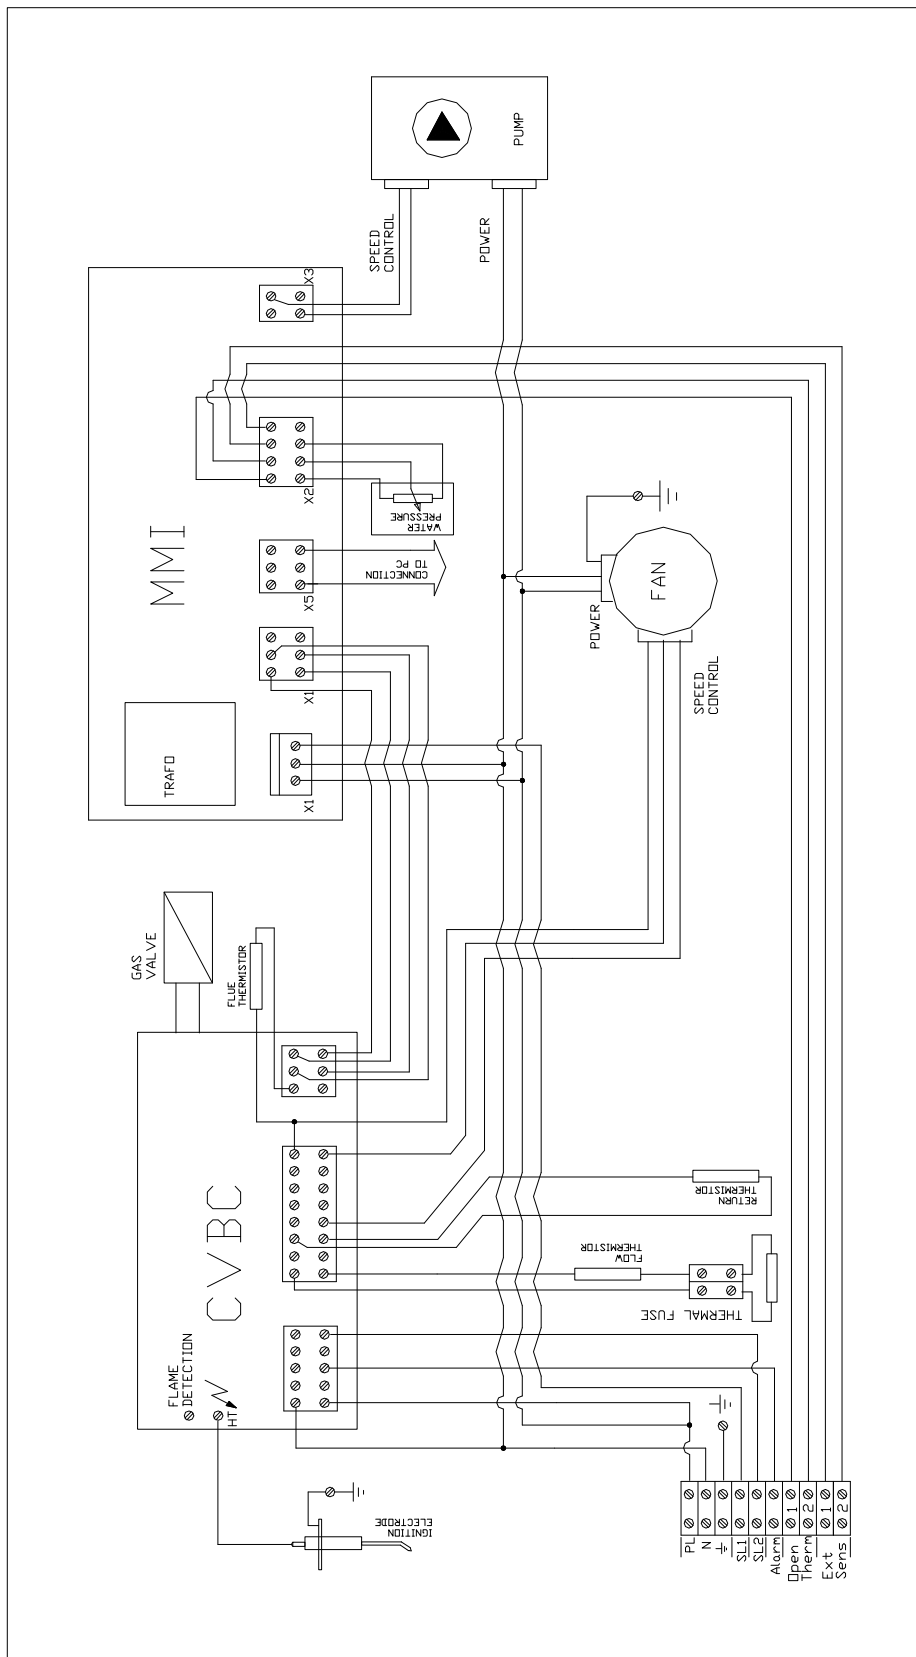 PUMP
SPEED
CONTROL
POWER
X3
X2
WATER
PRESSURE
MMI
CONNECTION
TO PC
X5
FAN
POWER
SPEED
CONTROL
X1
TRAFO
X1
GAS
VALVE
FLUE
THERMISTOR
CVBC
RETURN
THERMISTOR
FLOW
THERMISTOR
THERMAL FUSE
FLAME
DETECTION
HT
IGNITION
ELECTRODE
1
2
1
2
PL
N
SL1
SL2
Alarm
Open
Therm
Ext
Sens